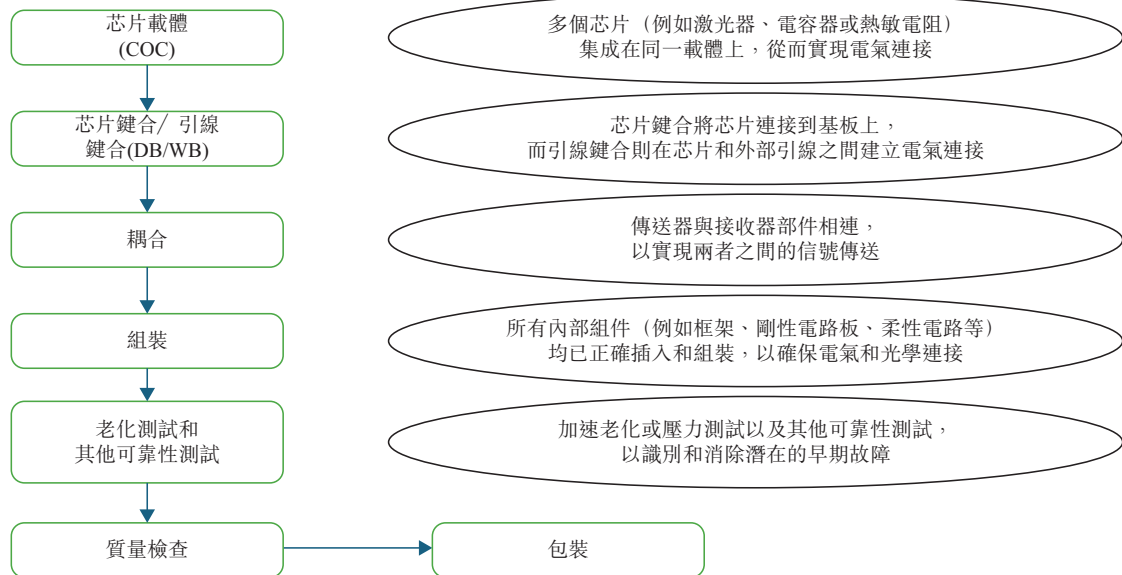 芯片載體
(COC)
多個芯片（例如激光器、電容器或熱敏電阻）
集成在同一載體上，從而實現電氣連接
芯片鍵合/ 引線
鍵合(DB/WB)
芯片鍵合將芯片連接到基板上，
而引線鍵合則在芯片和外部引線之間建立電氣連接
耦合
傳送器與接收器部件相連，
以實現兩者之間的信號傳送
組裝
所有內部組件（例如框架、剛性電路板、柔性電路等）
均已正確插入和組裝，以確保電氣和光學連接
老化測試和
其他可靠性測試
加速老化或壓力測試以及其他可靠性測試，
以識別和消除潛在的早期故障
質量檢查
包裝